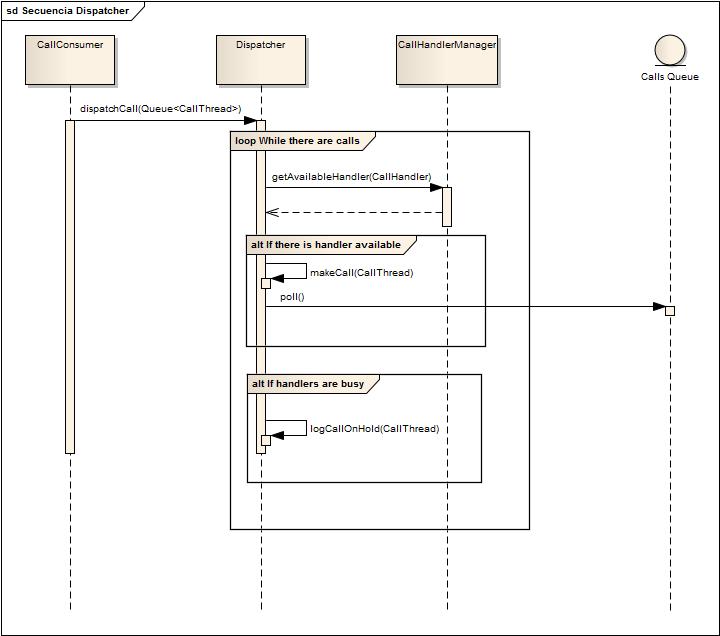 sd Secuencia Dispatcher
CallConsumer
Dispatcher
CallHandlerManager
Calls Queue
dispatchCall(Queue<CallThread>)
loop While there are calls
getAvailableHandler(CallHandler)
alt If there is handler available
makeCall(CallThread)
poll()
alt If handlers are busy
logCallOnHold(CallThread)